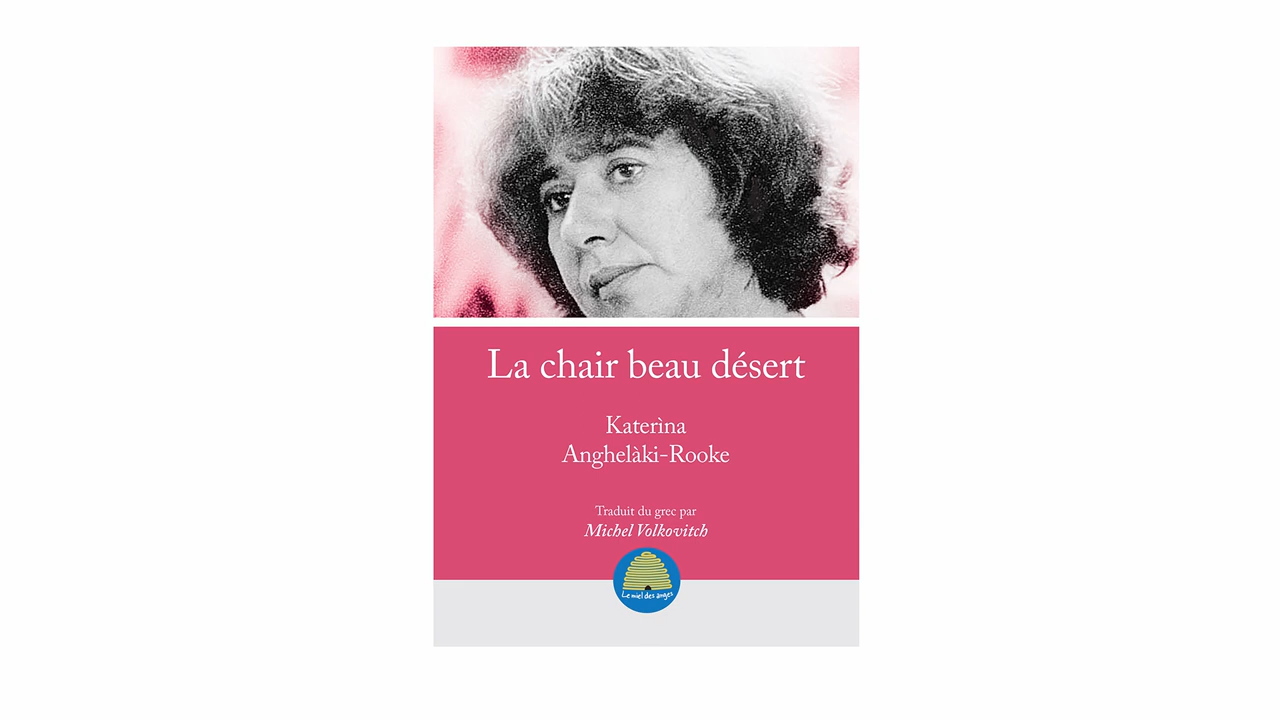 La chair beau désert
Katerìna
Anghelàki-Rooke
Traduit du grec par
Michel Volkovitch
Le miel des anges